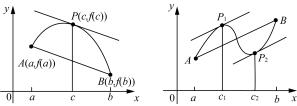 y
P(c,f(c))
A(a,f(a))
B(b,f(b))
0
a
c
b
x
y
P₁
B
A
P₂
0
a
c₁
c₂
b
x